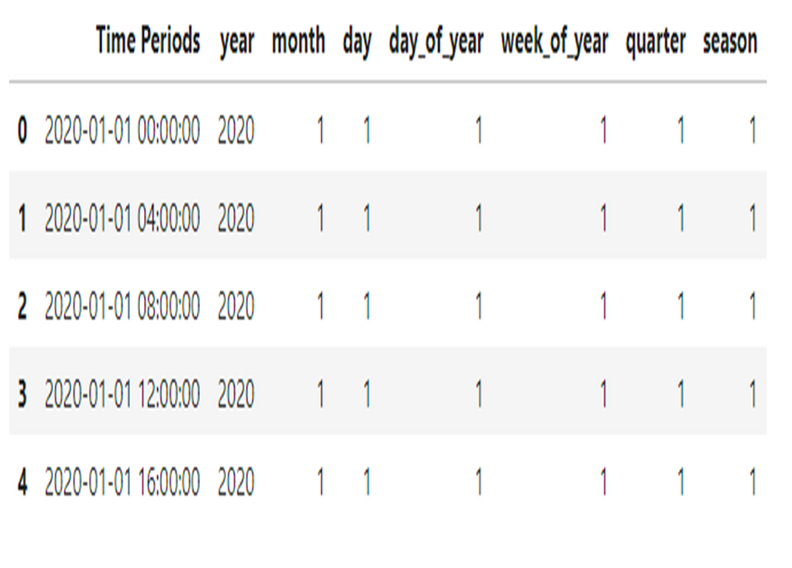 Time Periods year month day day_of_year week_of_year quarter season
0 2020-01-01 00:00:00 2020 1 1 1 1 1 1
1 2020-01-01 04:00:00 2020 1 1 1 1 1 1
2 2020-01-01 08:00:00 2020 1 1 1 1 1 1
3 2020-01-01 12:00:00 2020 1 1 1 1 1 1
4 2020-01-01 16:00:00 2020 1 1 1 1 1 1